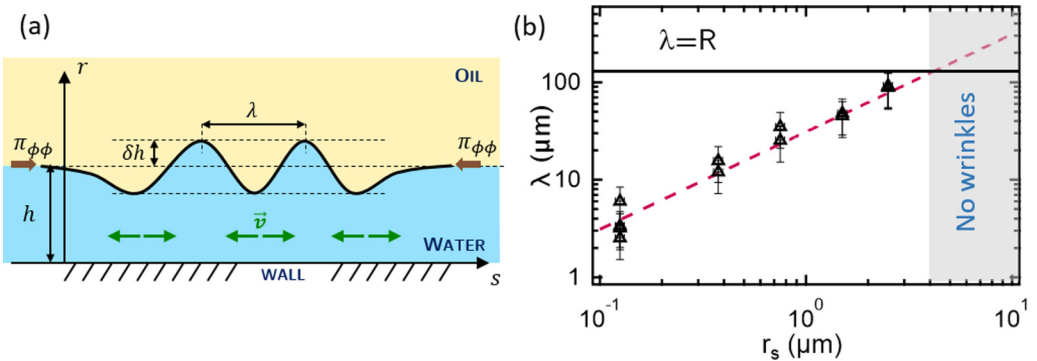 (a)
r
OIL
λ
π_ϕϕ
δh
π_ϕϕ
h
v⃗
WATER
WALL
s
(b)
λ=R
100
10
1
λ (µm)
No wrinkles
10^-1
10^0
10^1
r_s (µm)